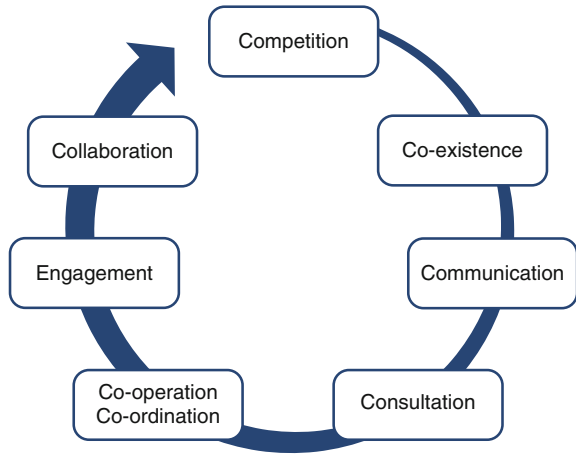 Competition
Co-existence
Communication
Consultation
Co-operation
Co-ordination
Engagement
Collaboration